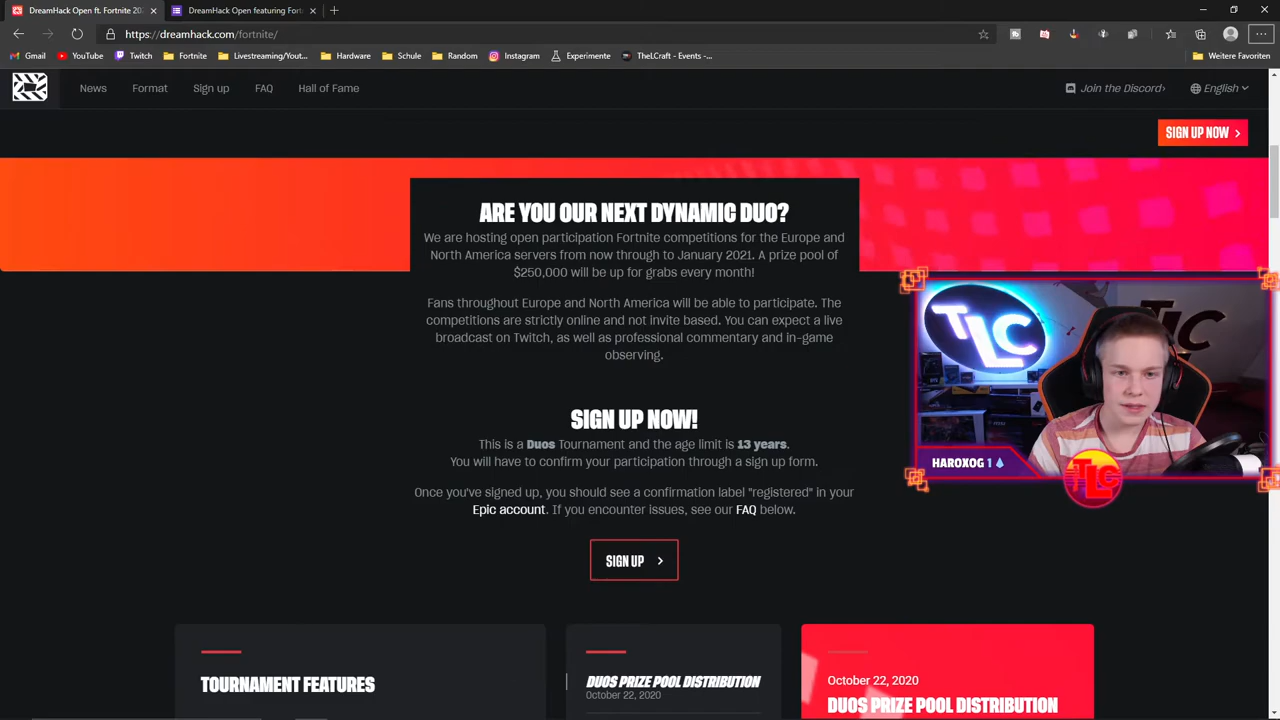 DreamHack Open ft. Fortnite 202
DreamHack Open featuring Fortn
https://dreamhack.com/fortnite/
Gmail
YouTube
Twitch
Fortnite
Livestreaming/Yout...
Hardware
Schule
Random
Instagram
Experimente
TheLCraft - Events -...
Weitere Favoriten
News
Format
Sign up
FAQ
Hall of Fame
Join the Discord›
English
SIGN UP NOW
ARE YOU OUR NEXT DYNAMIC DUO?
We are hosting open participation Fortnite competitions for the Europe and
North America servers from now through to January 2021. A prize pool of
$250,000 will be up for grabs every month!
Fans throughout Europe and North America will be able to participate. The
competitions are strictly online and not invite based. You can expect a live
broadcast on Twitch, as well as professional commentary and in-game
observing.
TLC
TLC
HAROXOG 1
TLC
SIGN UP NOW!
This is a Duos Tournament and the age limit is 13 years.
You will have to confirm your participation through a sign up form.
Once you've signed up, you should see a confirmation label "registered" in your
Epic account. If you encounter issues, see our FAQ below.
SIGN UP
TOURNAMENT FEATURES
DUOS PRIZE POOL DISTRIBUTION
October 22, 2020
October 22, 2020
DUOS PRIZE POOL DISTRIBUTION